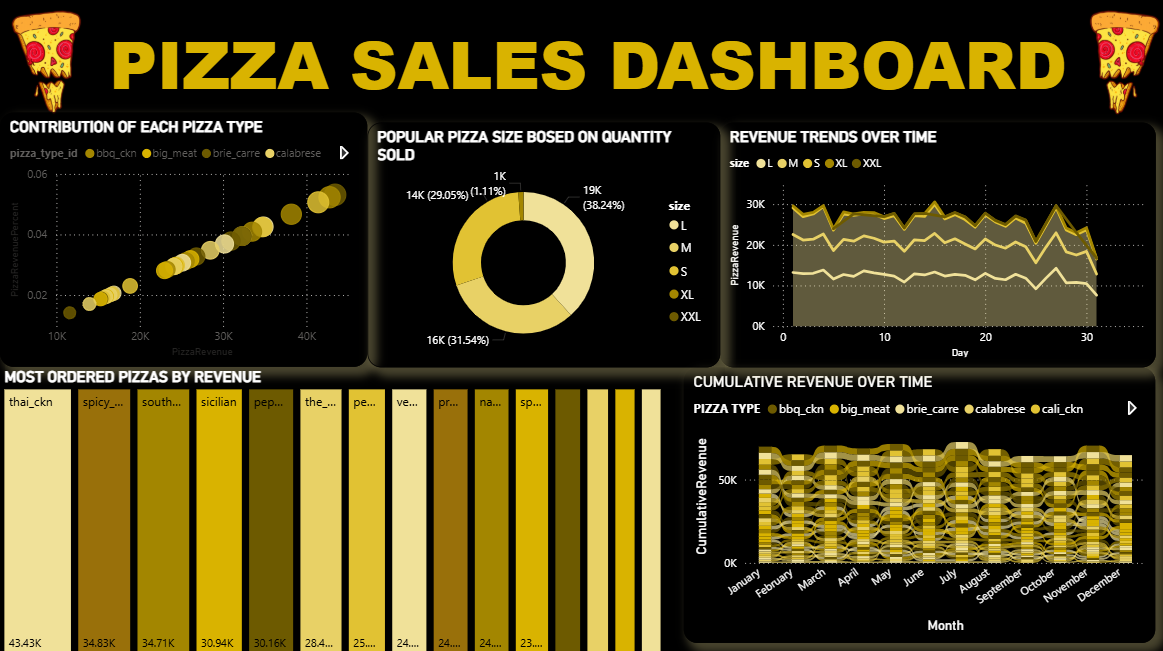 PIZZA SALES DASHBOARD
CONTRIBUTION OF EACH PIZZA TYPE
pizza_type_id bbq_ckn big_meat brie_carre calabrese
0.06
0.04
0.02
PizzaRevenuePercent
10K 20K 30K 40K
PizzaRevenue
POPULAR PIZZA SIZE BOSED ON QUANTITY
SOLD
1K
(1.11%)
14K (29.05%)
19K
(38.24%)
16K (31.54%)
size
L
M
S
XL
XXL
REVENUE TRENDS OVER TIME
size L M S XL XXL
30K
20K
10K
0K
PizzaRevenue
0 10 20 30
Day
MOST ORDERED PIZZAS BY REVENUE
thai_ckn spicy_... south... sicilian pep... the_... pe... ve... pr... na... sp...
43.43K 34.83K 34.71K 30.94K 30.16K 28.4... 25.... 24.... 24.... 24.... 23....
CUMULATIVE REVENUE OVER TIME
PIZZA TYPE bbq_ckn big_meat brie_carre calabrese cali_ckn
50K
0K
CumulativeRevenue
January February March April May June July August September October November December
Month